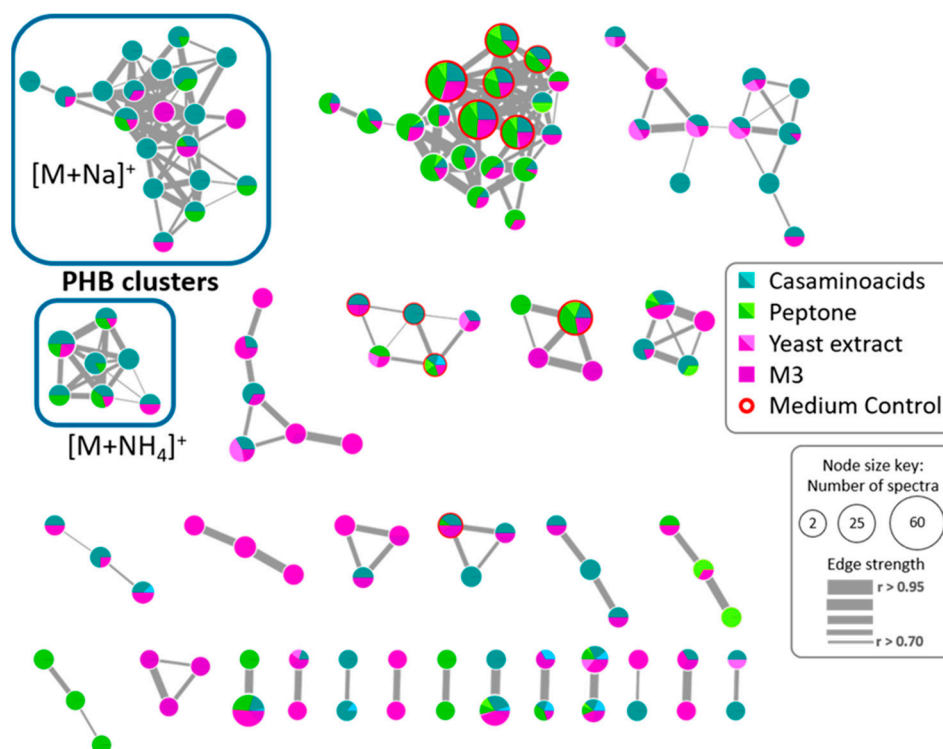 [M+Na]+
PHB clusters
[M+NH4]+
Casaminoacids
Peptone
Yeast extract
M3
Medium Control
Node size key:
Number of spectra
2 25 60
Edge strength
r > 0.95
r > 0.70